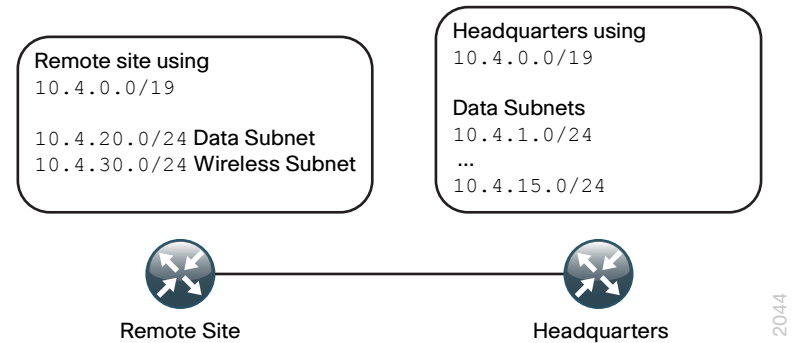 Remote site using
10.4.0.0/19
10.4.20.0/24 Data Subnet
10.4.30.0/24 Wireless Subnet
Headquarters using
10.4.0.0/19
Data Subnets
10.4.1.0/24
...
10.4.15.0/24
Remote Site
Headquarters
2044